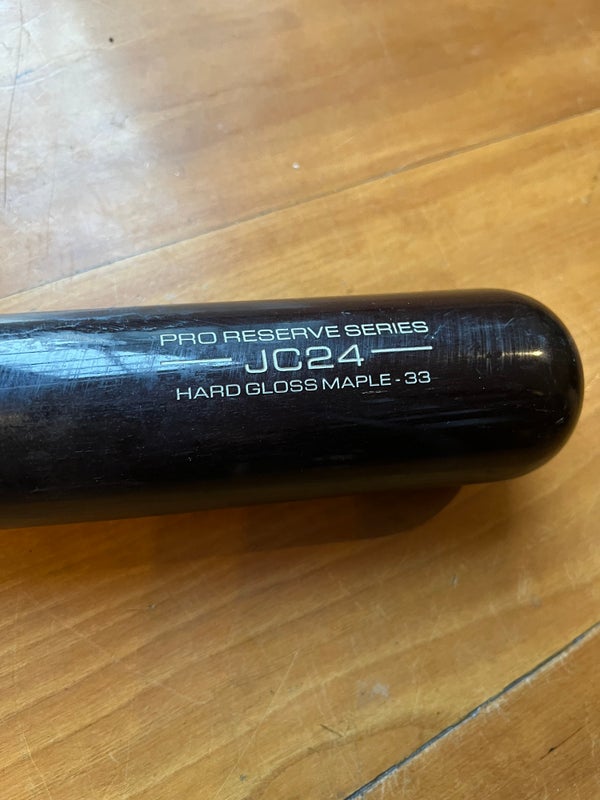 PRO RESERVE SERIES
JC24
HARD GLOSS MAPLE - 33